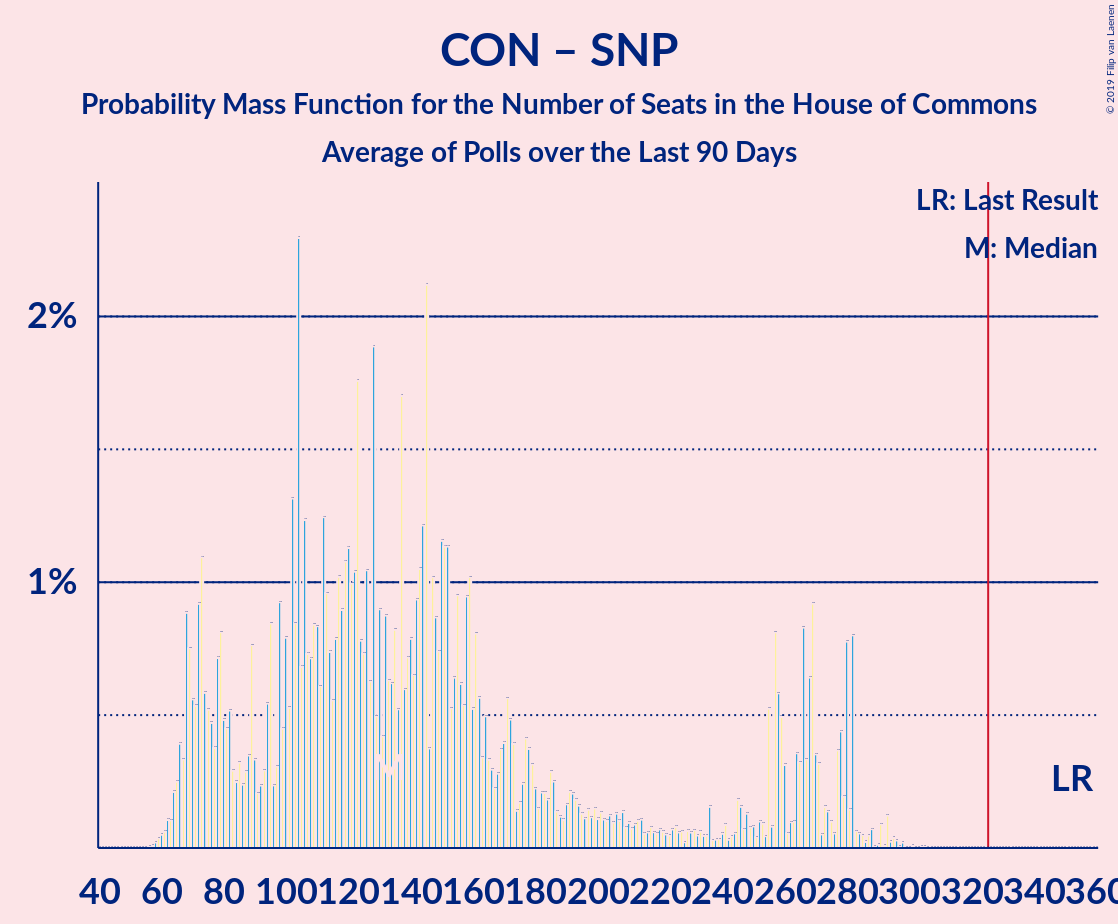 CON – SNP
Probability Mass Function for the Number of Seats in the House of Commons
Average of Polls over the Last 90 Days
© 2019 Filip van Laenen
LR: Last Result
M: Median
2%
1%
M
LR
40 60 80 100 120 140 160 180 200 220 240 260 280 300 320 340 360